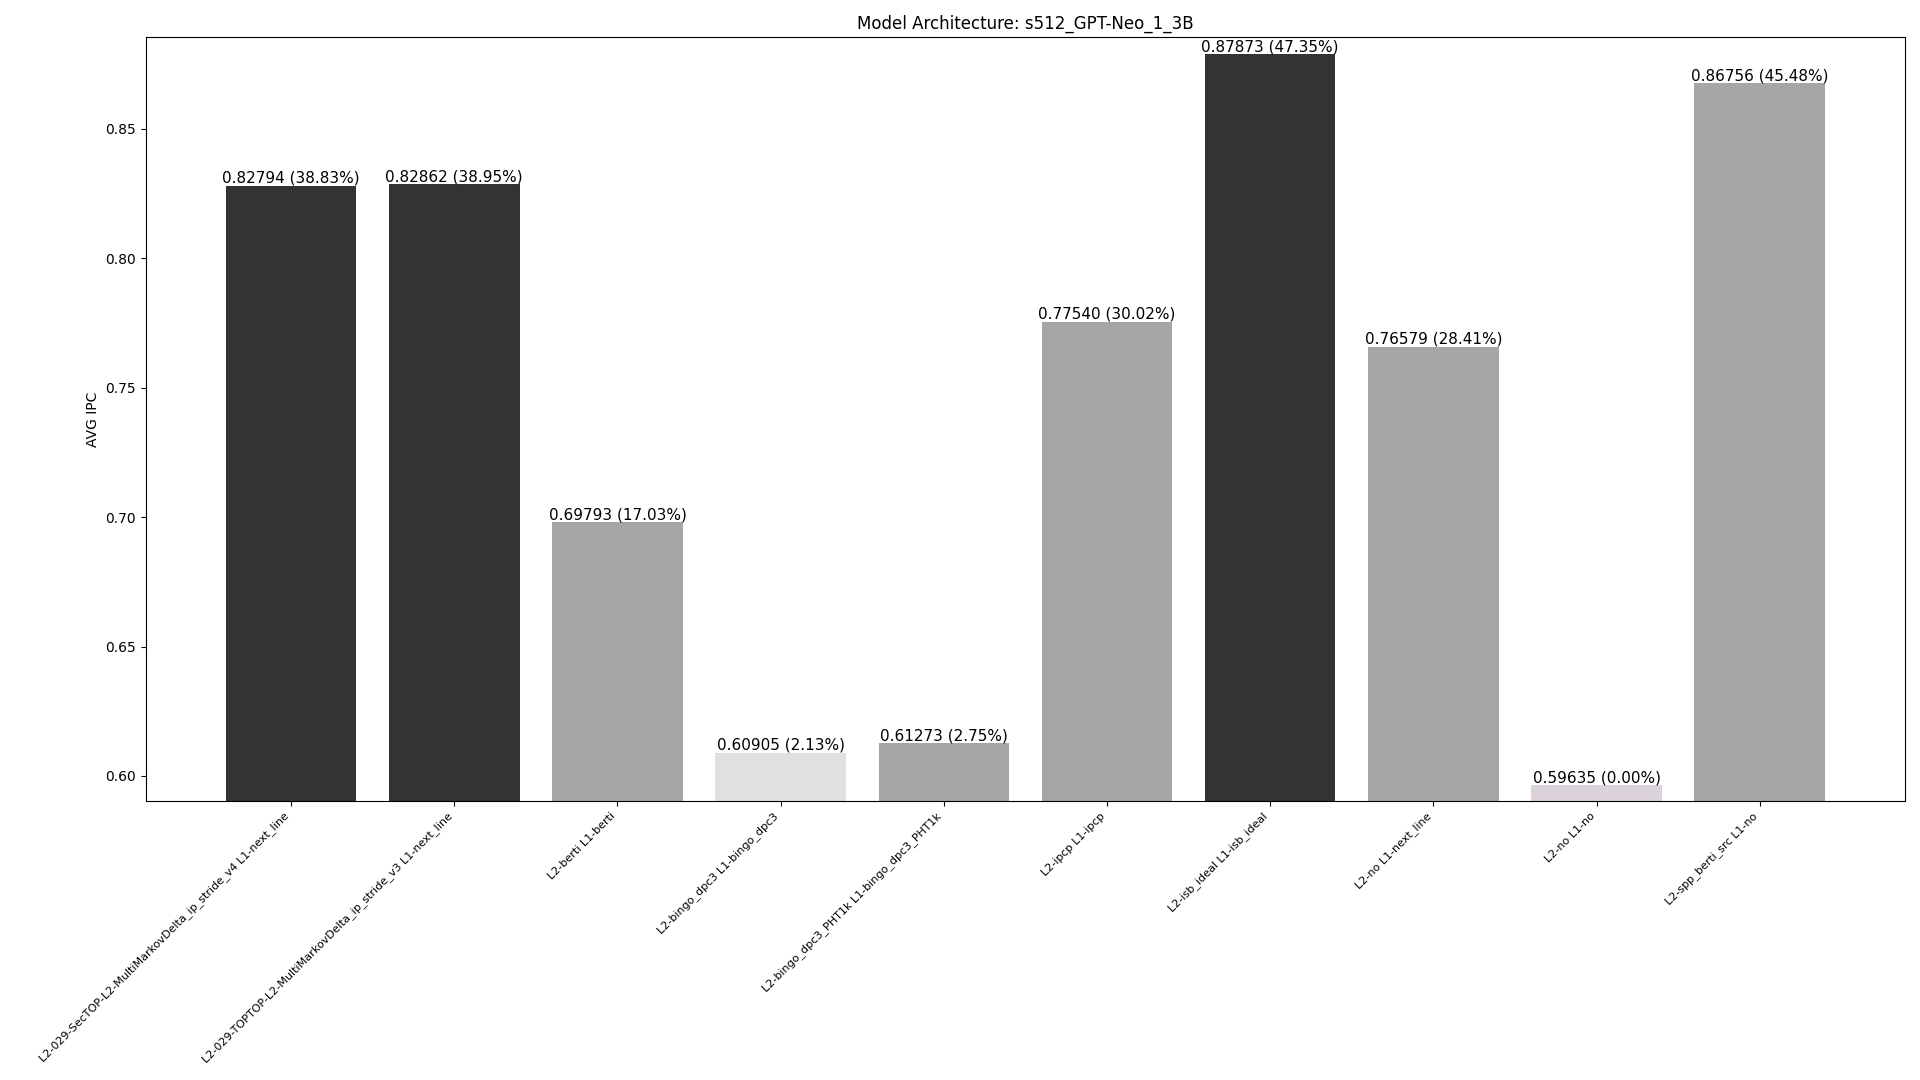 Model Architecture: s512_GPT-Neo_1_3B
AVG IPC
0.85
0.80
0.75
0.70
0.65
0.60
0.82794 (38.83%)
0.82862 (38.95%)
0.69793 (17.03%)
0.60905 (2.13%)
0.61273 (2.75%)
0.77540 (30.02%)
0.87873 (47.35%)
0.76579 (28.41%)
0.59635 (0.00%)
0.86756 (45.48%)
L2-029-SecTOP-L2-MultiMarkovDelta_ip_stride_v4 L1-next_line
L2-029-TOPTOP-L2-MultiMarkovDelta_ip_stride_v3 L1-next_line
L2-berti L1-berti
L2-bingo_dpc3 L1-bingo_dpc3
L2-bingo_dpc3_PHT1k L1-bingo_dpc3_PHT1k
L2-ipcp L1-ipcp
L2-isb_ideal L1-isb_ideal
L2-no L1-next_line
L2-no L1-no
L2-spp_berti_src L1-no